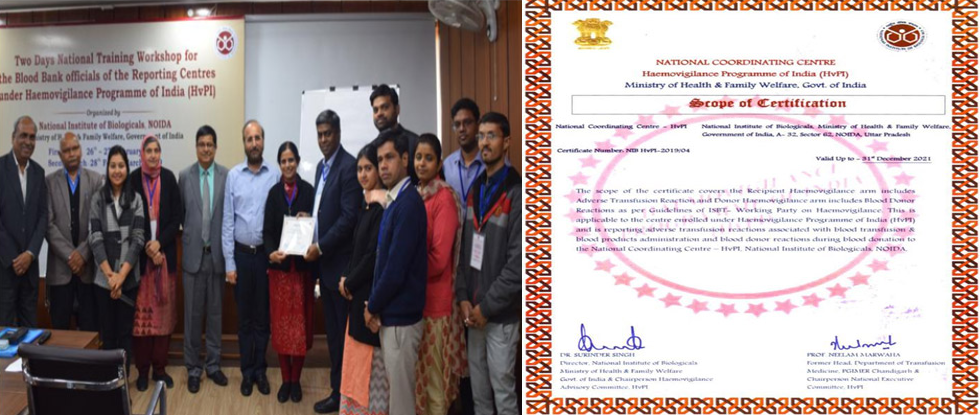 Two Days National Training Workshop for
the Blood Bank officials of the Reporting Centres
under Haemovigilance Programme of India (HvPI)
Organized by
National Institute of Biologicals, NOIDA
Ministry of Health & Family Welfare, Government of India
26th
28th
NATIONAL COORDINATING CENTRE
Haemovigilance Programme of India (HvPI)
Ministry of Health & Family Welfare, Govt. of India
Scope of Certification
National Coordinating Centre – HvPI
National Institute of Biologicals, Ministry of Health & Family Welfare,
Government of India, A- 32, Sector 62, NOIDA, Uttar Pradesh
Certificate Number: NIB HvPI-2019/04
Valid Up to – 31st December 2021
The scope of the certificate covers the Recipient Haemovigilance arm includes
Adverse Transfusion Reaction and Donor Haemovigilance arm includes Blood Donor
Reactions as per Guidelines of ISBT- Working Party on Haemovigilance. This is
applicable to the centre enrolled under Haemovigilance Programme of India (HvPI)
and is reporting adverse transfusion reactions associated with blood transfusion &
blood products administration and blood donor reactions during blood donation to
the National Coordinating Centre – HvPI, National Institute of Biologicals, NOIDA.
DR SURINDER SINGH
Director, National Institute of Biologicals
Ministry of Health & Family Welfare
Govt. of India & Chairperson Haemovigilance
Advisory Committee, HvPI
PROF NEELAM MARWAHA
Former Head, Department of Transfusion
Medicine, PGIMER Chandigarh &
Chairperson National Executive
Committee, HvPI